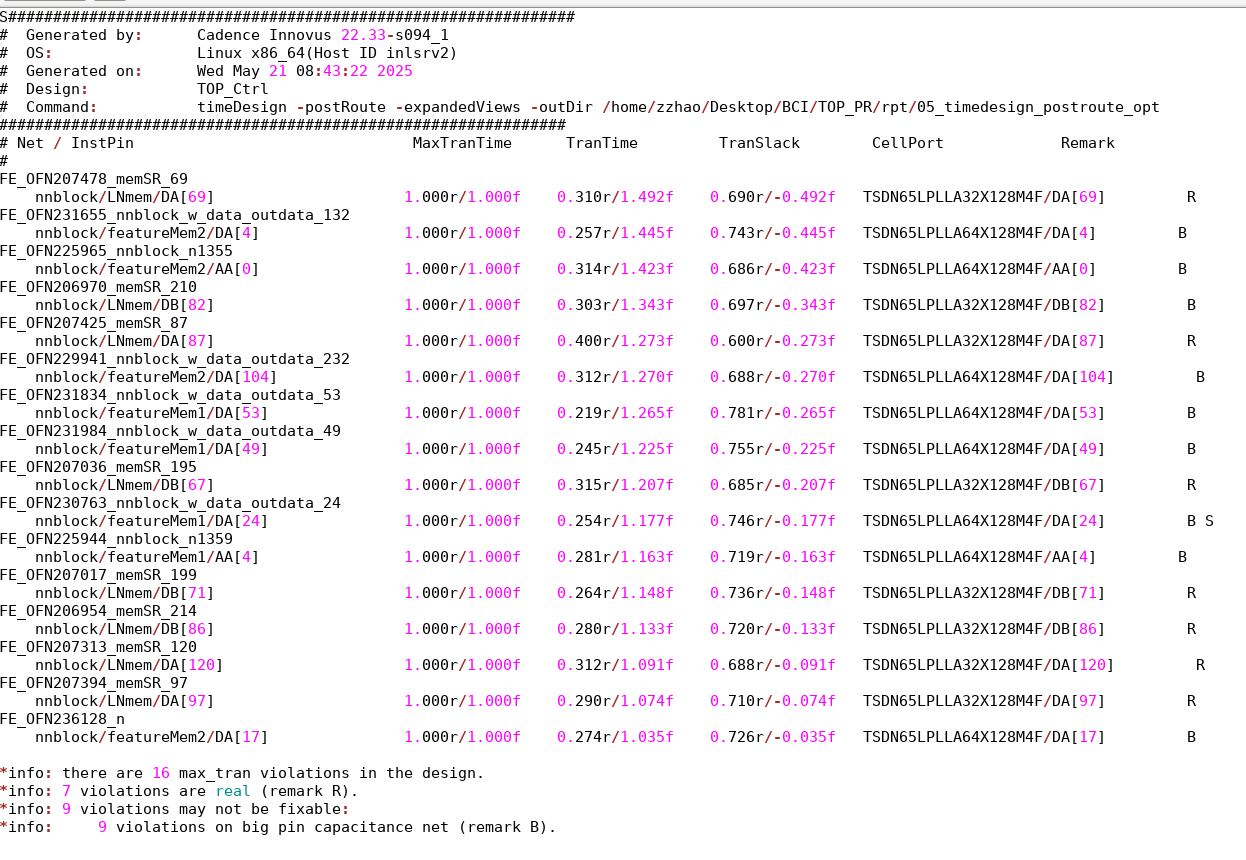 S###############################################################
#  Generated by:      Cadence Innovus 22.33-s094_1
#  OS:                Linux x86_64(Host ID inlsrv2)
#  Generated on:      Wed May 21 08:43:22 2025
#  Design:            TOP_Ctrl
#  Command:           timeDesign -postRoute -expandedViews -outDir /home/zzhao/Desktop/BCI/TOP_PR/rpt/05_timedesign_postroute_opt
###############################################################
# Net / InstPin                               MaxTranTime      TranTime         TranSlack        CellPort             Remark
#
FE_OFN207478_memSR_69
    nnblock/LNmem/DA[69]                     1.000r/1.000f    0.310r/1.492f    0.690r/-0.492f   TSDN65LPLLA32X128M4F/DA[69]         R
FE_OFN231655_nnblock_w_data_outdata_132
    nnblock/featureMem2/DA[4]                1.000r/1.000f    0.257r/1.445f    0.743r/-0.445f   TSDN65LPLLA64X128M4F/DA[4]         B
FE_OFN225965_nnblock_n1355
    nnblock/featureMem2/AA[0]                1.000r/1.000f    0.314r/1.423f    0.686r/-0.423f   TSDN65LPLLA64X128M4F/AA[0]         B
FE_OFN206970_memSR_210
    nnblock/LNmem/DB[82]                     1.000r/1.000f    0.303r/1.343f    0.697r/-0.343f   TSDN65LPLLA32X128M4F/DB[82]         B
FE_OFN207425_memSR_87
    nnblock/LNmem/DA[87]                     1.000r/1.000f    0.400r/1.273f    0.600r/-0.273f   TSDN65LPLLA32X128M4F/DA[87]         R
FE_OFN229941_nnblock_w_data_outdata_232
    nnblock/featureMem2/DA[104]              1.000r/1.000f    0.312r/1.270f    0.688r/-0.270f   TSDN65LPLLA64X128M4F/DA[104]         B
FE_OFN231834_nnblock_w_data_outdata_53
    nnblock/featureMem1/DA[53]               1.000r/1.000f    0.219r/1.265f    0.781r/-0.265f   TSDN65LPLLA64X128M4F/DA[53]         B
FE_OFN231984_nnblock_w_data_outdata_49
    nnblock/featureMem1/DA[49]               1.000r/1.000f    0.245r/1.225f    0.755r/-0.225f   TSDN65LPLLA64X128M4F/DA[49]         B
FE_OFN207036_memSR_195
    nnblock/LNmem/DB[67]                     1.000r/1.000f    0.315r/1.207f    0.685r/-0.207f   TSDN65LPLLA32X128M4F/DB[67]         R
FE_OFN230763_nnblock_w_data_outdata_24
    nnblock/featureMem1/DA[24]               1.000r/1.000f    0.254r/1.177f    0.746r/-0.177f   TSDN65LPLLA64X128M4F/DA[24]         B S
FE_OFN225944_nnblock_n1359
    nnblock/featureMem1/AA[4]                1.000r/1.000f    0.281r/1.163f    0.719r/-0.163f   TSDN65LPLLA64X128M4F/AA[4]         B
FE_OFN207017_memSR_199
    nnblock/LNmem/DB[71]                     1.000r/1.000f    0.264r/1.148f    0.736r/-0.148f   TSDN65LPLLA32X128M4F/DB[71]         R
FE_OFN206954_memSR_214
    nnblock/LNmem/DB[86]                     1.000r/1.000f    0.280r/1.133f    0.720r/-0.133f   TSDN65LPLLA32X128M4F/DB[86]         R
FE_OFN207313_memSR_120
    nnblock/LNmem/DA[120]                    1.000r/1.000f    0.312r/1.091f    0.688r/-0.091f   TSDN65LPLLA32X128M4F/DA[120]         R
FE_OFN207394_memSR_97
    nnblock/LNmem/DA[97]                     1.000r/1.000f    0.290r/1.074f    0.710r/-0.074f   TSDN65LPLLA32X128M4F/DA[97]         R
FE_OFN236128_n
    nnblock/featureMem2/DA[17]               1.000r/1.000f    0.274r/1.035f    0.726r/-0.035f   TSDN65LPLLA64X128M4F/DA[17]         B

*info: there are 16 max_tran violations in the design.
*info: 7 violations are real (remark R).
*info: 9 violations may not be fixable:
*info:     9 violations on big pin capacitance net (remark B).